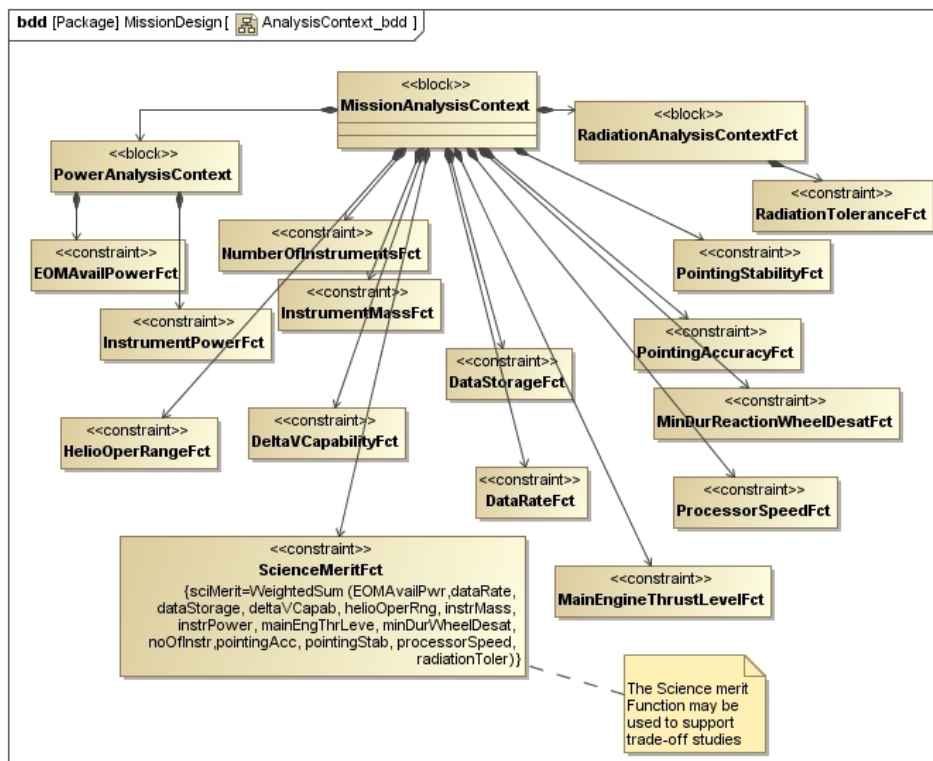 bdd [Package] MissionDesign [ AnalysisContext_bdd ]
<<block>>
MissionAnalysisContext
<<block>>
RadiationAnalysisContextFct
<<block>>
PowerAnalysisContext
<<constraint>>
RadiationToleranceFct
<<constraint>>
EOMAvailPowerFct
<<constraint>>
NumberOfInstrumentsFct
<<constraint>>
PointingStabilityFct
<<constraint>>
InstrumentMassFct
<<constraint>>
InstrumentPowerFct
<<constraint>>
PointingAccuracyFct
<<constraint>>
DataStorageFct
<<constraint>>
MinDurReactionWheelDesatFct
<<constraint>>
HelioOperRangeFct
<<constraint>>
DeltaVCapabilityFct
<<constraint>>
DataRateFct
<<constraint>>
ProcessorSpeedFct
<<constraint>>
ScienceMeritFct
{sciMerit=WeightedSum (EOMAvailPwr,dataRate,
dataStorage, deltaVCapab, helioOperRng, instrMass,
instrPower, mainEngThrLeve, minDurWheelDesat,
noOfInstr,pointingAcc, pointingStab, processorSpeed,
radiationToler)}
<<constraint>>
MainEngineThrustLevelFct
The Science merit
Function may be
used to support
trade-off studies